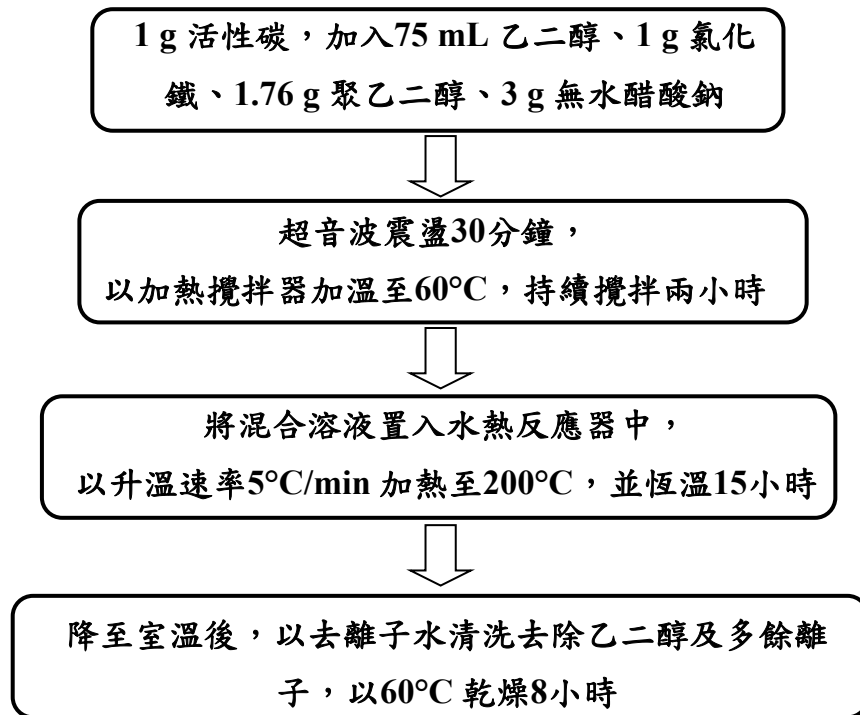 1 g 活性碳，加入75 mL 乙二醇、1 g 氯化
鐵、1.76 g 聚乙二醇、3 g 無水醋酸鈉
超音波震盪30分鐘，
以加熱攪拌器加溫至60°C，持續攪拌兩小時
將混合溶液置入水熱反應器中，
以升溫速率5°C/min 加熱至200°C，並恆溫15小時
降至室溫後，以去離子水清洗去除乙二醇及多餘離
子，以60°C 乾燥8小時